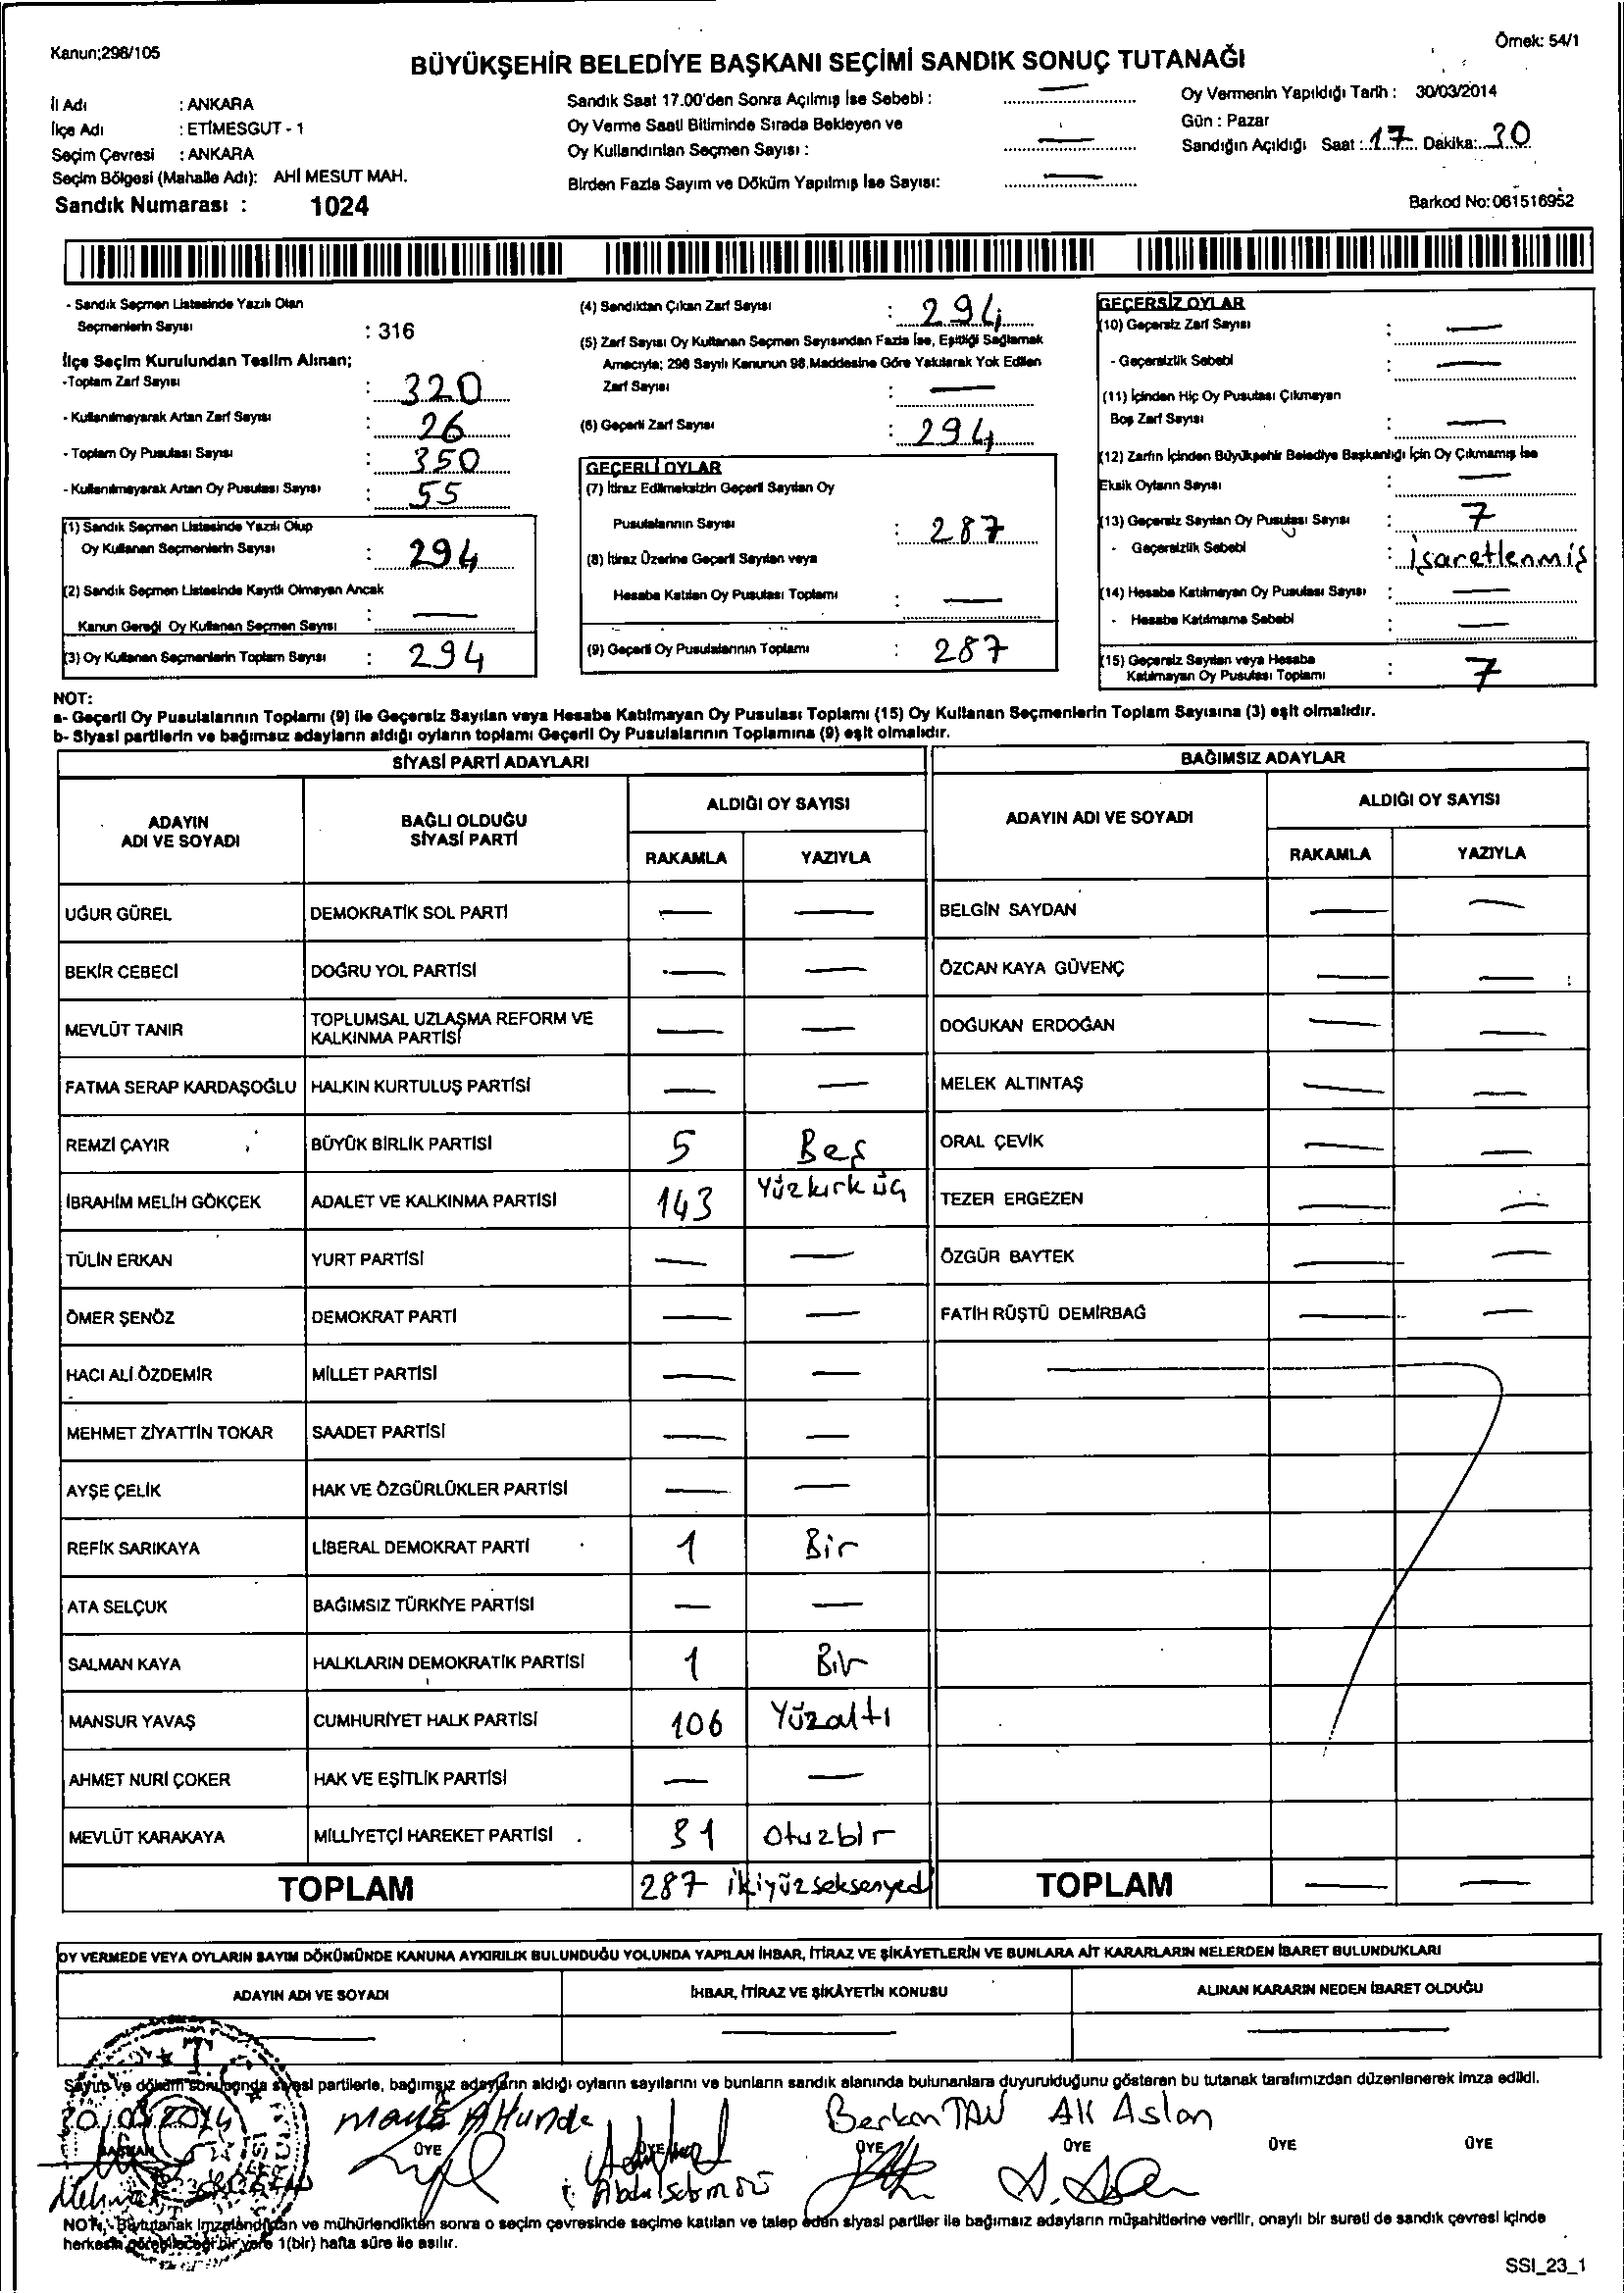 Kanun;298/105
Örnek: 54/1
BÜYÜKŞEHİR BELEDİYE BAŞKANI SEÇİMİ SANDIK SONUÇ TUTANAĞI
İl Adı : ANKARA
İlçe Adı : ETİMESGUT - 1
Seçim Çevresi : ANKARA
Seçim Bölgesi (Mahalle Adı): AHİ MESUT MAH.
Sandık Numarası : 1024
Sandık Saat 17.00'den Sonra Açılmış İse Sebebi : —
Oy Verme Saati Bitiminde Sırada Bekleyen ve
Oy Kullandırılan Seçmen Sayısı : —
Birden Fazla Sayım ve Döküm Yapılmış İse Sayısı: —
Oy Vermenin Yapıldığı Tarih : 30/03/2014
Gün : Pazar
Sandığın Açıldığı Saat : 17 Dakika: 30
Barkod No: 061516952
- Sandık Seçmen Listesinde Yazılı Olan
Seçmenlerin Sayısı : 316
İlçe Seçim Kurulundan Teslim Alınan;
-Toplam Zarf Sayısı : 320
- Kullanılmayarak Artan Zarf Sayısı : 26
- Toplam Oy Pusulası Sayısı : 350
- Kullanılmayarak Artan Oy Pusulası Sayısı : 55
(1) Sandık Seçmen Listesinde Yazılı Olup
Oy Kullanan Seçmenlerin Sayısı : 294
(2) Sandık Seçmen Listesinde Kayıtlı Olmayan Ancak
Kanun Gereği Oy Kullanan Seçmen Sayısı : —
(3) Oy Kullanan Seçmenlerin Toplam Sayısı : 294
(4) Sandıktan Çıkan Zarf Sayısı : 294
(5) Zarf Sayısı Oy Kullanan Seçmen Sayısından Fazla İse, Eşitliği Sağlamak
Amacıyla; 298 Sayılı Kanunun 98.Maddesine Göre Yakılarak Yok Edilen
Zarf Sayısı : —
(6) Geçerli Zarf Sayısı : 294
GEÇERLİ OYLAR
(7) İtiraz Edilmeksizin Geçerli Sayılan Oy
Pusulalarının Sayısı : 287
(8) İtiraz Üzerine Geçerli Sayılan veya
Hesaba Katılan Oy Pusulası Toplamı : —
(9) Geçerli Oy Pusulalarının Toplamı : 287
GEÇERSİZ OYLAR
(10) Geçersiz Zarf Sayısı : —
- Geçersizlik Sebebi : —
(11) İçinden Hiç Oy Pusulası Çıkmayan
Boş Zarf Sayısı : —
(12) Zarfın İçinden Büyükşehir Belediye Başkanlığı İçin Oy Çıkmamış İse
Eksik Oyların Sayısı : —
(13) Geçersiz Sayılan Oy Pusulası Sayısı : 7
- Geçersizlik Sebebi : işaretlenmiş
(14) Hesaba Katılmayan Oy Pusulası Sayısı : —
- Hesaba Katılmama Sebebi : —
(15) Geçersiz Sayılan veya Hesaba
Katılmayan Oy Pusulası Toplamı : 7
NOT:
a- Geçerli Oy Pusulalarının Toplamı (9) ile Geçersiz Sayılan veya Hesaba Katılmayan Oy Pusulası Toplamı (15) Oy Kullanan Seçmenlerin Toplam Sayısına (3) eşit olmalıdır.
b- Siyasi partilerin ve bağımsız adayların aldığı oyların toplamı Geçerli Oy Pusulalarının Toplamına (9) eşit olmalıdır.
SİYASİ PARTİ ADAYLARI
ADAYIN ADI VE SOYADI BAĞLI OLDUĞU SİYASİ PARTİ ALDIĞI OY SAYISI
RAKAMLA YAZIYLA
UĞUR GÜREL DEMOKRATİK SOL PARTİ — —
BEKİR CEBECİ DOĞRU YOL PARTİSİ — —
MEVLÜT TANIR TOPLUMSAL UZLAŞMA REFORM VE KALKINMA PARTİSİ — —
FATMA SERAP KARDAŞOĞLU HALKIN KURTULUŞ PARTİSİ — —
REMZİ ÇAYIR BÜYÜK BİRLİK PARTİSİ 5 Beş
İBRAHİM MELİH GÖKÇEK ADALET VE KALKINMA PARTİSİ 143 Yüzkırküç
TÜLİN ERKAN YURT PARTİSİ — —
ÖMER ŞENÖZ DEMOKRAT PARTİ — —
HACI ALİ ÖZDEMİR MİLLET PARTİSİ — —
MEHMET ZİYATTİN TOKAR SAADET PARTİSİ — —
AYŞE ÇELİK HAK VE ÖZGÜRLÜKLER PARTİSİ — —
REFİK SARIKAYA LİBERAL DEMOKRAT PARTİ 1 Bir
ATA SELÇUK BAĞIMSIZ TÜRKİYE PARTİSİ — —
SALMAN KAYA HALKLARIN DEMOKRATİK PARTİSİ 1 Bir
MANSUR YAVAŞ CUMHURİYET HALK PARTİSİ 106 Yüzaltı
AHMET NURİ ÇOKER HAK VE EŞİTLİK PARTİSİ — —
MEVLÜT KARAKAYA MİLLİYETÇİ HAREKET PARTİSİ 31 Otuzbir
TOPLAM 287 ikiyüzseksenyedi
BAĞIMSIZ ADAYLAR
ADAYIN ADI VE SOYADI ALDIĞI OY SAYISI
RAKAMLA YAZIYLA
BELGİN SAYDAN — —
ÖZCAN KAYA GÜVENÇ — —
DOĞUKAN ERDOĞAN — —
MELEK ALTINTAŞ — —
ORAL ÇEVİK — —
TEZER ERGEZEN — —
ÖZGÜR BAYTEK — —
FATİH RÜŞTÜ DEMİRBAĞ — —
TOPLAM — —
OY VERMEDE VEYA OYLARIN SAYIM DÖKÜMÜNDE KANUNA AYKIRILIK BULUNDUĞU YOLUNDA YAPILAN İHBAR, İTİRAZ VE ŞİKÂYETLERİN VE BUNLARA AİT KARARLARIN NELERDEN İBARET BULUNDUKLARI
ADAYIN ADI VE SOYADI İHBAR, İTİRAZ VE ŞİKÂYETİN KONUSU ALINAN KARARIN NEDEN İBARET OLDUĞU
— — —
Sayım ve döküm sonucunda siyasi partilerle, bağımsız adayların aldığı oyların sayılarını ve bunların sandık alanında bulunanlara duyurulduğunu gösteren bu tutanak tarafımızdan düzenlenerek imza edildi.
30/03/2014
Berkan TAV Ali Aslan
BAŞKAN ÜYE ÜYE ÜYE ÜYE ÜYE ÜYE
NOT: Bu tutanak imzalandıktan ve mühürlendikten sonra o seçim çevresinde seçime katılan ve talep eden siyasi partiler ile bağımsız adayların müşahitlerine verilir, onaylı bir sureti de sandık çevresi içinde
herkesin görebileceği bir yere 1(bir) hafta süre ile asılır.
SSI_23_1